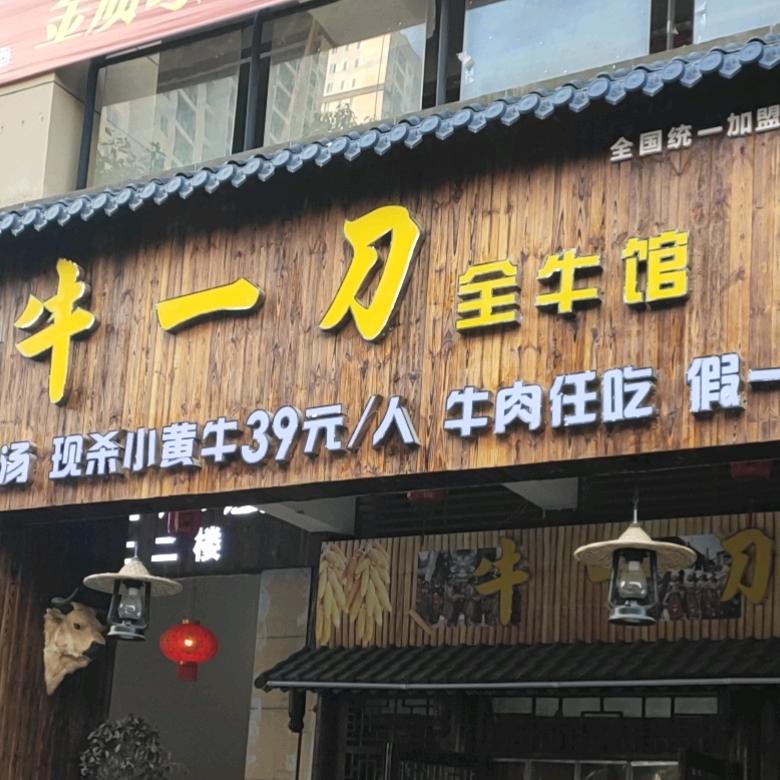 全国统一加盟
牛一刀 全牛馆
汤 现杀小黄牛39元/人 牛肉任吃 假一
二楼
牛一刀